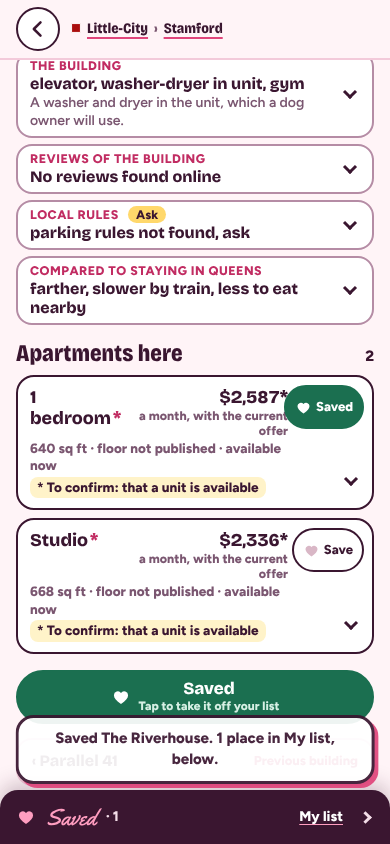 Little-City › Stamford
THE BUILDING
elevator, washer-dryer in unit, gym
A washer and dryer in the unit, which a dog
owner will use.
REVIEWS OF THE BUILDING
No reviews found online
LOCAL RULES Ask
parking rules not found, ask
COMPARED TO STAYING IN QUEENS
farther, slower by train, less to eat
nearby
Apartments here 2
1
bedroom*
$2,587*
a month, with the current
offer
Saved
640 sq ft · floor not published · available
now
* To confirm: that a unit is available
Studio*
$2,336*
a month, with the current
offer
Save
668 sq ft · floor not published · available
now
* To confirm: that a unit is available
Saved
Tap to take it off your list
Saved The Riverhouse. 1 place in My list,
below.
‹ Parallel 41 Previous building
Saved · 1 My list